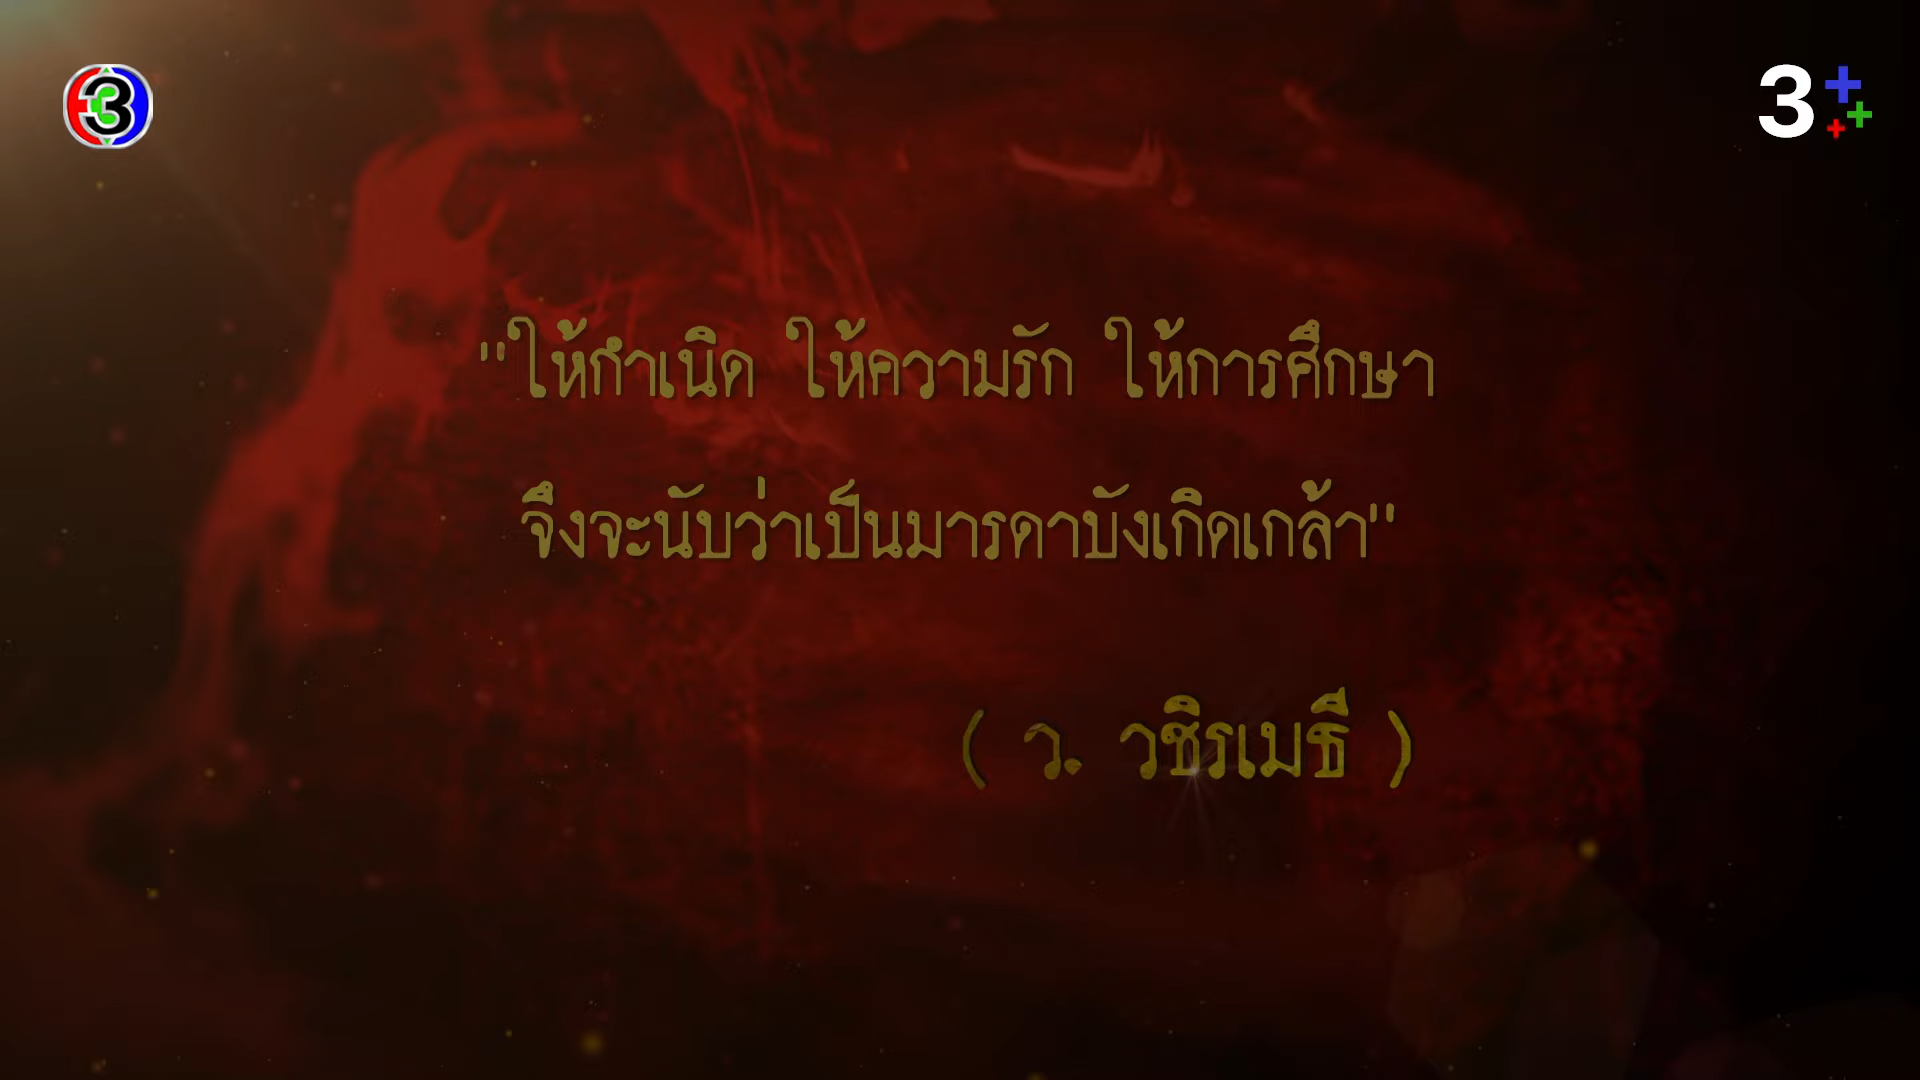 3 3
"ให้กำเนิด ให้ความรัก ให้การศึกษา
จึงจะนับว่าเป็นมารดาบังเกิดเกล้า"
( ว. วชิรเมธี )